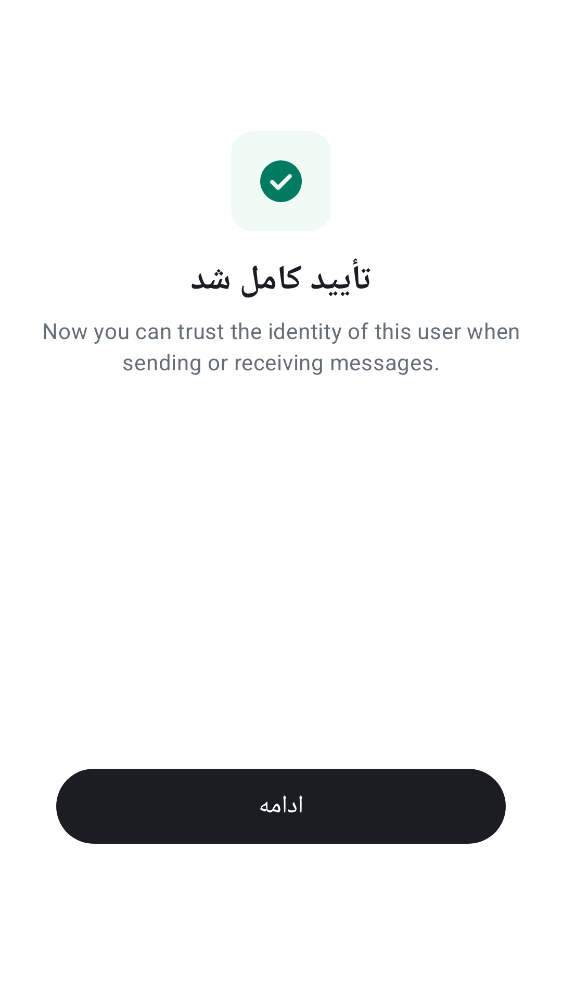 تأیید کامل شد
Now you can trust the identity of this user when
sending or receiving messages.
ادامه